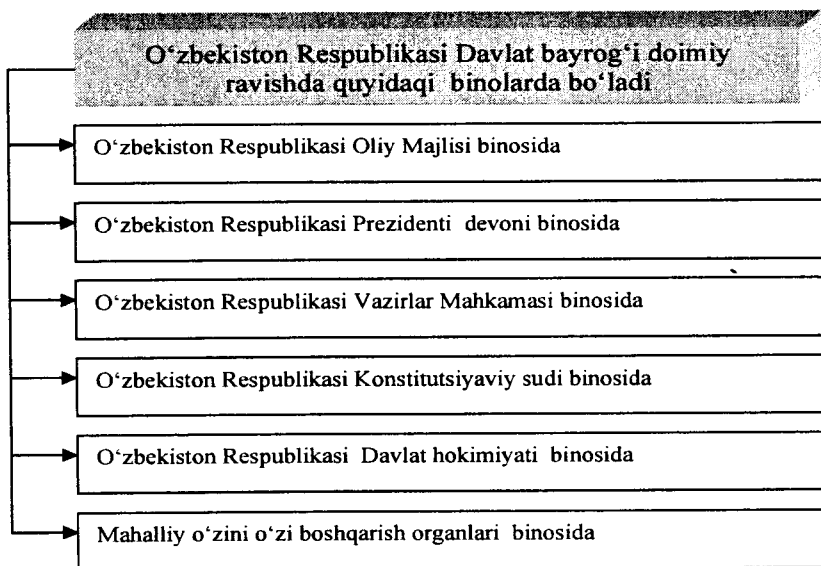 O‘zbekiston Respublikasi Davlat bayrog‘i doimiy
ravishda quyidaqi binolarda bo‘ladi
O‘zbekiston Respublikasi Oliy Majlisi binosida
O‘zbekiston Respublikasi Prezidenti devoni binosida
O‘zbekiston Respublikasi Vazirlar Mahkamasi binosida
O‘zbekiston Respublikasi Konstitutsiyaviy sudi binosida
O‘zbekiston Respublikasi Davlat hokimiyati binosida
Mahalliy o‘zini o‘zi boshqarish organlari binosida